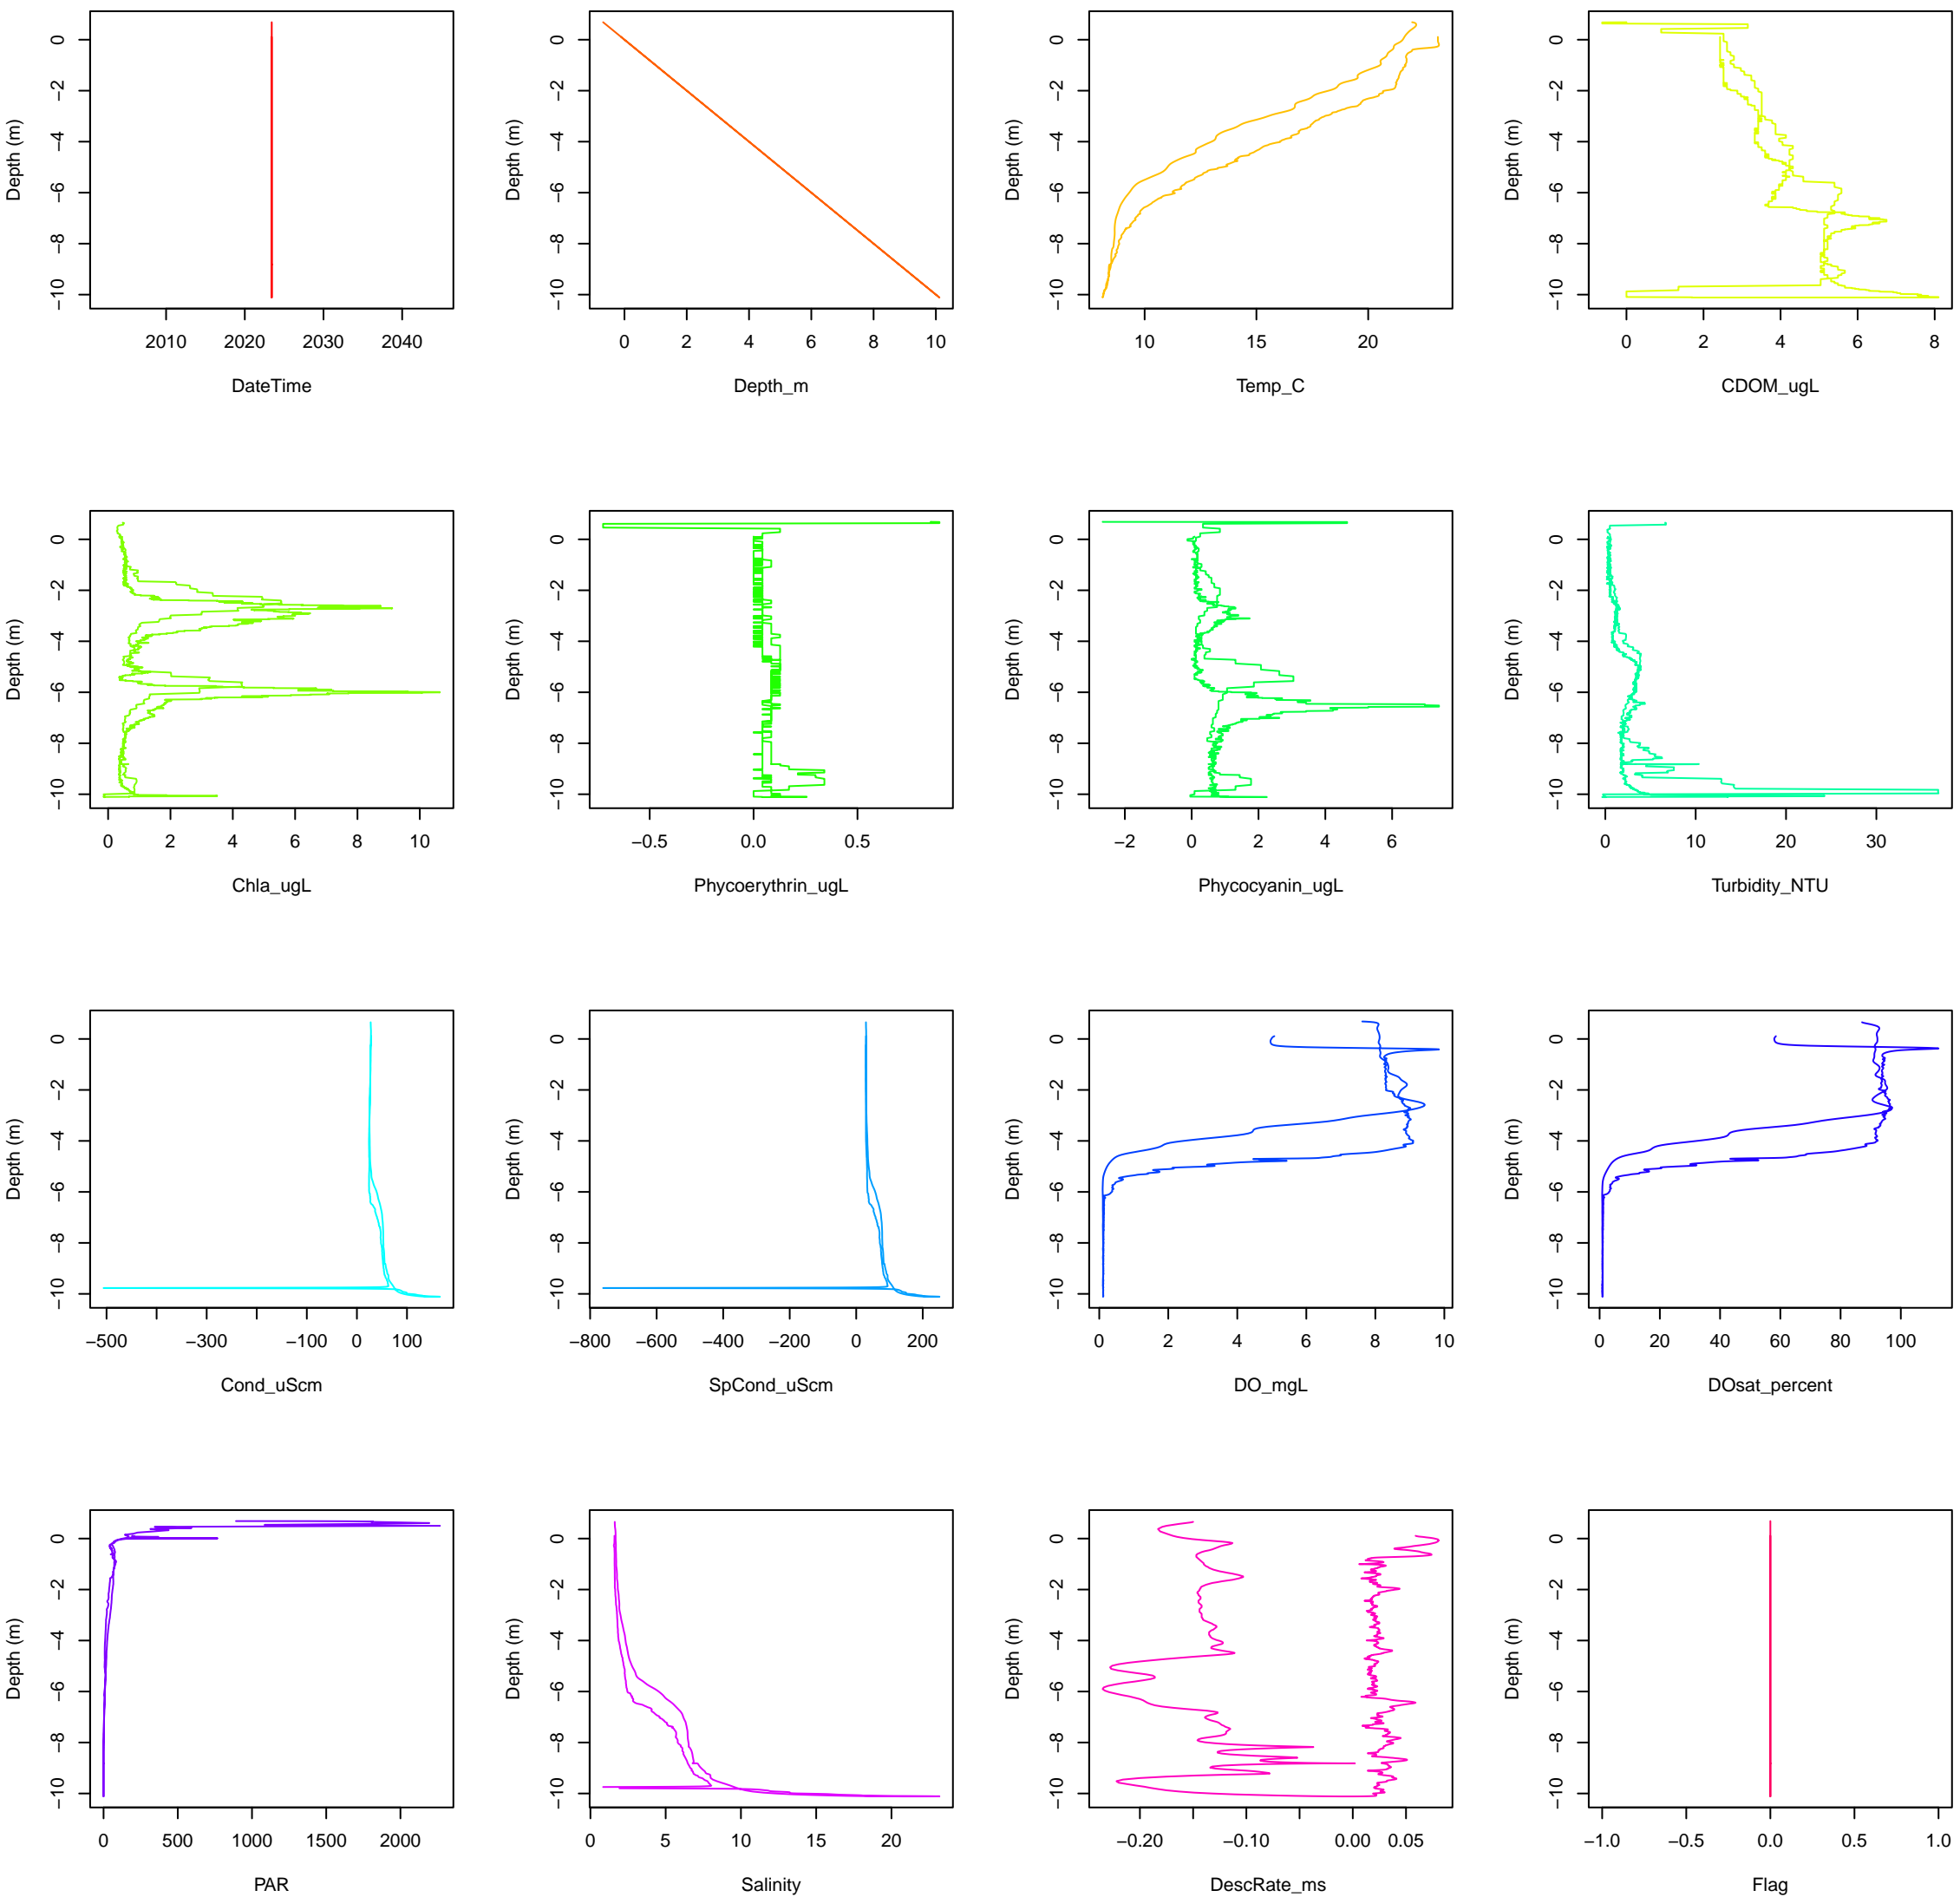 Depth (m)
0
−2
−4
−6
−8
−10
2010 2020 2030 2040
DateTime
Depth (m)
0
−2
−4
−6
−8
−10
0 2 4 6 8 10
Depth_m
Depth (m)
0
−2
−4
−6
−8
−10
10 15 20
Temp_C
Depth (m)
0
−2
−4
−6
−8
−10
0 2 4 6 8
CDOM_ugL
Depth (m)
0
−2
−4
−6
−8
−10
0 2 4 6 8 10
Chla_ugL
Depth (m)
0
−2
−4
−6
−8
−10
−0.5 0.0 0.5
Phycoerythrin_ugL
Depth (m)
0
−2
−4
−6
−8
−10
−2 0 2 4 6
Phycocyanin_ugL
Depth (m)
0
−2
−4
−6
−8
−10
0 10 20 30
Turbidity_NTU
Depth (m)
0
−2
−4
−6
−8
−10
−500 −300 −100 0 100
Cond_uScm
Depth (m)
0
−2
−4
−6
−8
−10
−800 −600 −400 −200 0 200
SpCond_uScm
Depth (m)
0
−2
−4
−6
−8
−10
0 2 4 6 8 10
DO_mgL
Depth (m)
0
−2
−4
−6
−8
−10
0 20 40 60 80 100
DOsat_percent
Depth (m)
0
−2
−4
−6
−8
−10
0 500 1000 1500 2000
PAR
Depth (m)
0
−2
−4
−6
−8
−10
0 5 10 15 20
Salinity
Depth (m)
0
−2
−4
−6
−8
−10
−0.20 −0.10 0.00 0.05
DescRate_ms
Depth (m)
0
−2
−4
−6
−8
−10
−1.0 −0.5 0.0 0.5 1.0
Flag